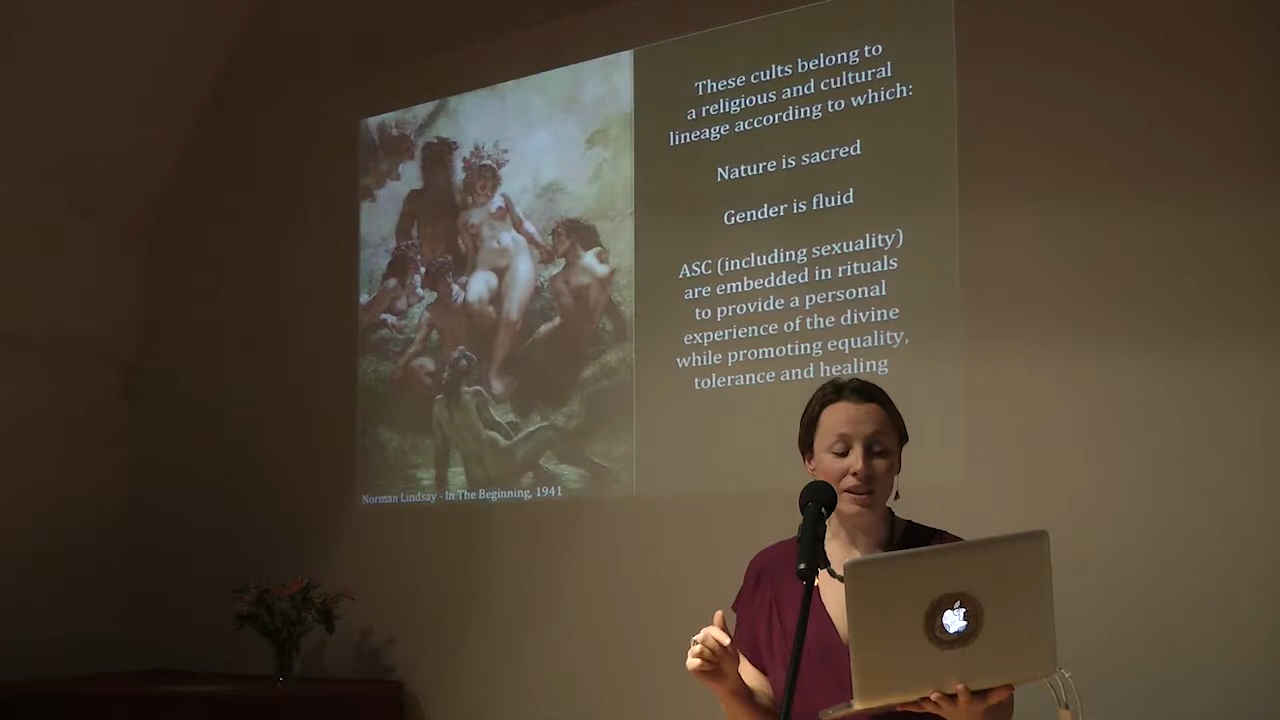 These cults belong to
a religious and cultural
lineage according to which:
Nature is sacred
Gender is fluid
ASC (including sexuality)
are embedded in rituals
to provide a personal
experience of the divine
while promoting equality,
tolerance and healing
Norman Lindsay - In The Beginning, 1941